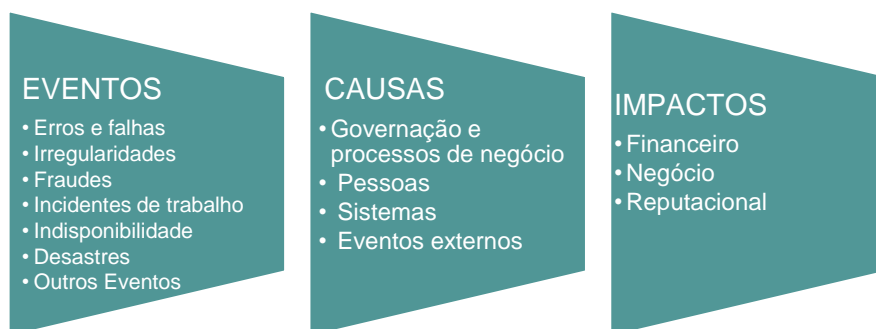 EVENTOS
• Erros e falhas
• Irregularidades
• Fraudes
• Incidentes de trabalho
• Indisponibilidade
• Desastres
• Outros Eventos
CAUSAS
• Governação e
processos de negócio
• Pessoas
• Sistemas
• Eventos externos
IMPACTOS
• Financeiro
• Negócio
• Reputacional